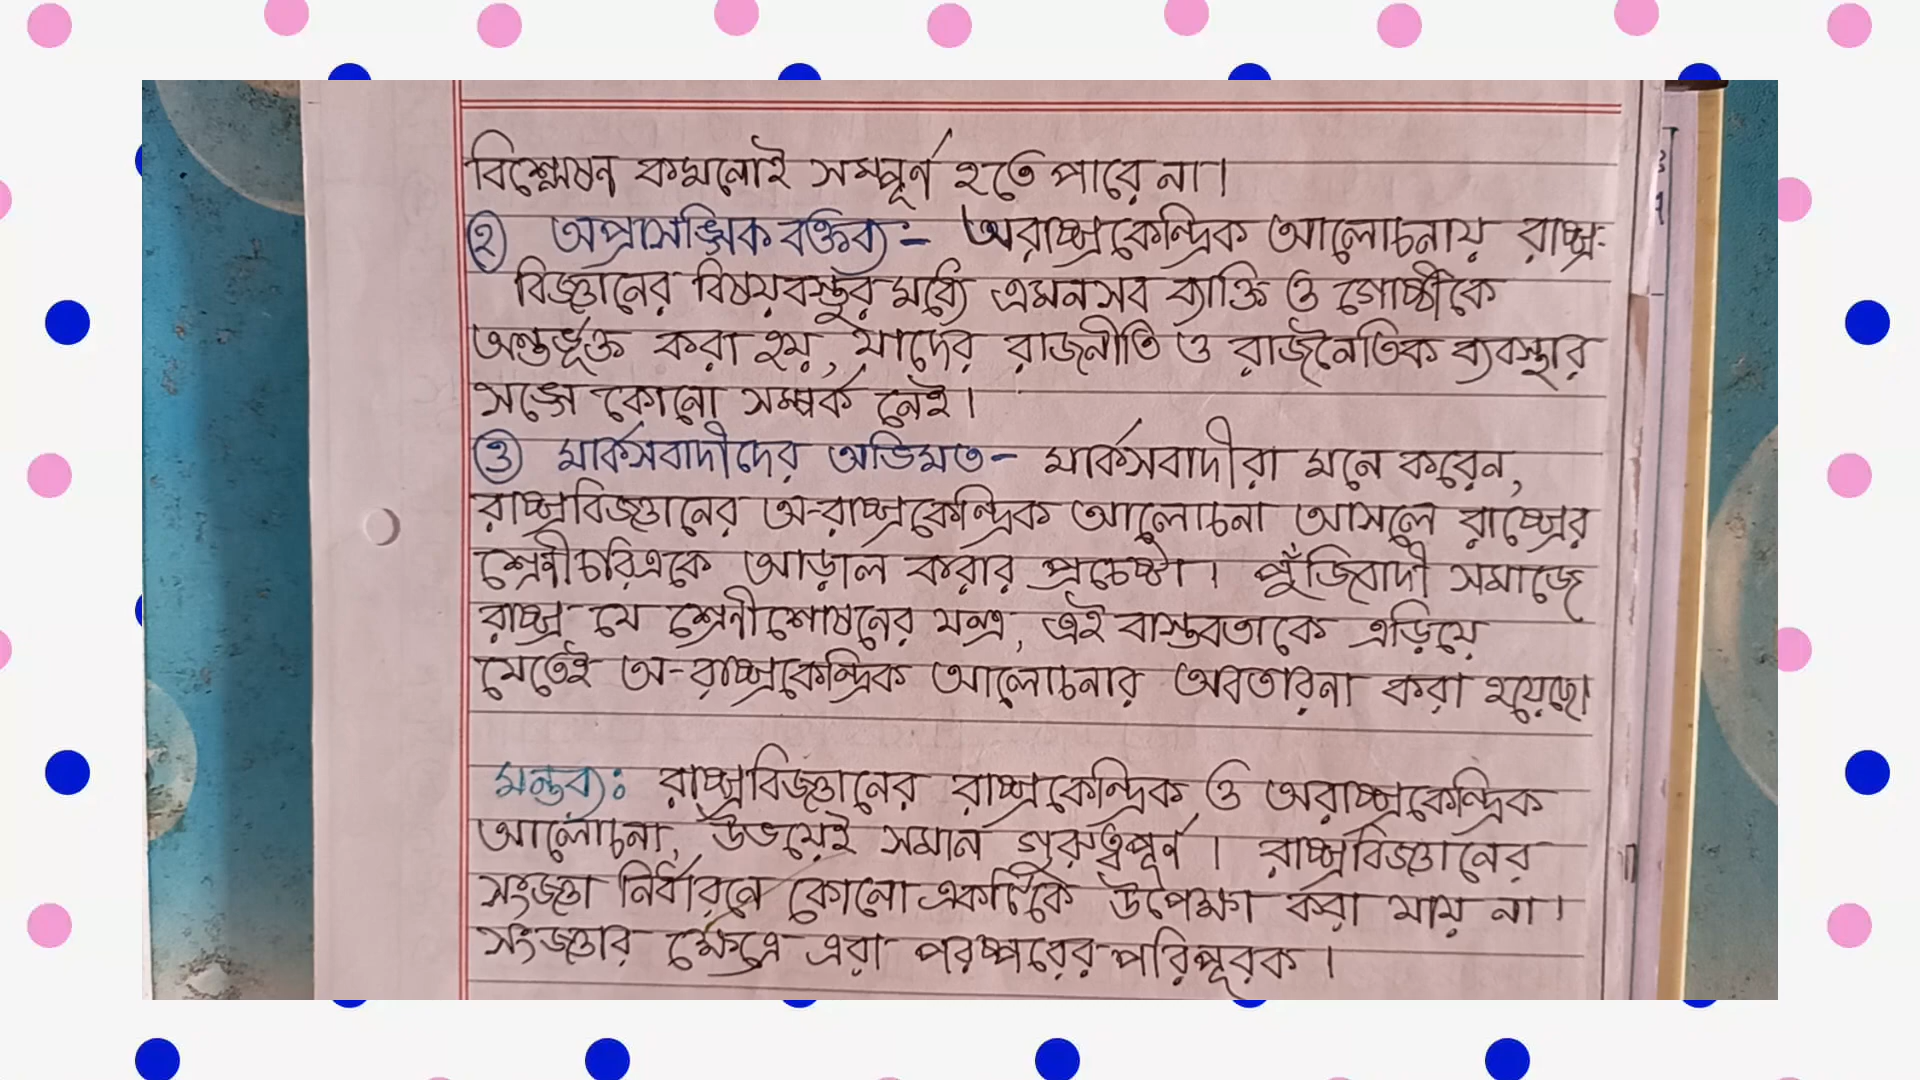 বিশ্লেষন কখনোই সম্পূর্ন হতে পারে না।
② অপ্রাসঙ্গিক বক্তব্য:- অরাষ্ট্রকেন্দ্রিক আলোচনায় রাষ্ট্র-
বিজ্ঞানের বিষয়বস্তুর মধ্যে এমনসব ব্যক্তি ও গোষ্ঠীকে
অন্তর্ভূক্ত করা হয়, যাদের রাজনীতি ও রাজনৈতিক ব্যবস্থার
সঙ্গে কোনো সম্পর্ক নেই।
③ মার্কসবাদীদের অভিমত- মার্কসবাদীরা মনে করেন,
রাষ্ট্রবিজ্ঞানের অ-রাষ্ট্রকেন্দ্রিক আলোচনা আসলে রাষ্ট্রের
শ্রেনীচরিত্রকে আড়াল করার প্রচেষ্টা। পুঁজিবাদী সমাজে
রাষ্ট্র যে শ্রেনীশোষনের যন্ত্র, এই বাস্তবতাকে এড়িয়ে
যেতেই অ-রাষ্ট্রকেন্দ্রিক আলোচনার অবতারনা করা হয়েছে।
মন্তব্য: রাষ্ট্রবিজ্ঞানের রাষ্ট্রকেন্দ্রিক ও অরাষ্ট্রকেন্দ্রিক
আলোচনা, উভয়েই সমান গুরুত্বপূর্ন। রাষ্ট্রবিজ্ঞানের
সংজ্ঞা নির্ধারনে কোনো একটিকে উপেক্ষা করা যায় না।
সংজ্ঞার ক্ষেত্রে এরা পরস্পরের পরিপূরক।